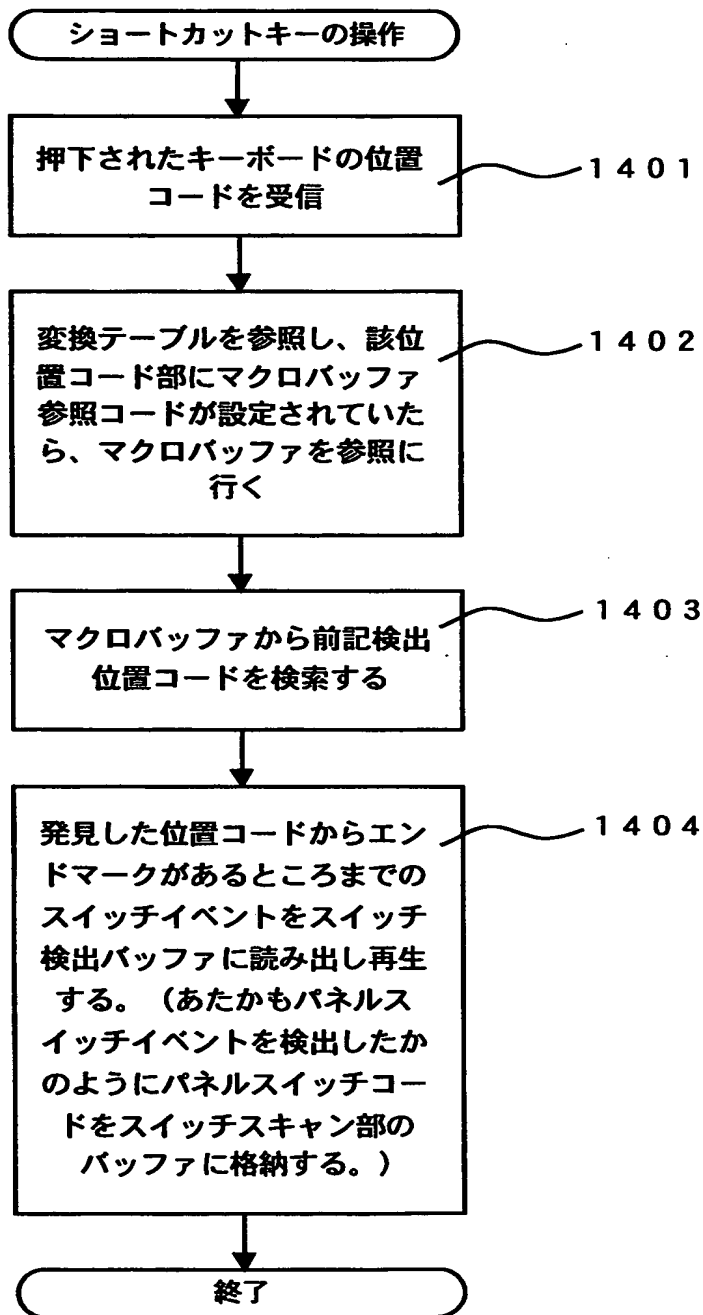 ショートカットキーの操作
押下されたキーボードの位置
コードを受信
1401
変換テーブルを参照し、該位
置コード部にマクロバッファ
参照コードが設定されていた
ら、マクロバッファを参照に
行く
1402
マクロバッファから前記検出
位置コードを検索する
1403
発見した位置コードからエン
ドマークがあるところまでの
スイッチイベントをスイッチ
検出バッファに読み出し再生
する。（あたかもパネルス
イッチイベントを検出したか
のようにパネルスイッチコー
ドをスイッチスキャン部の
バッファに格納する。）
1404
終了